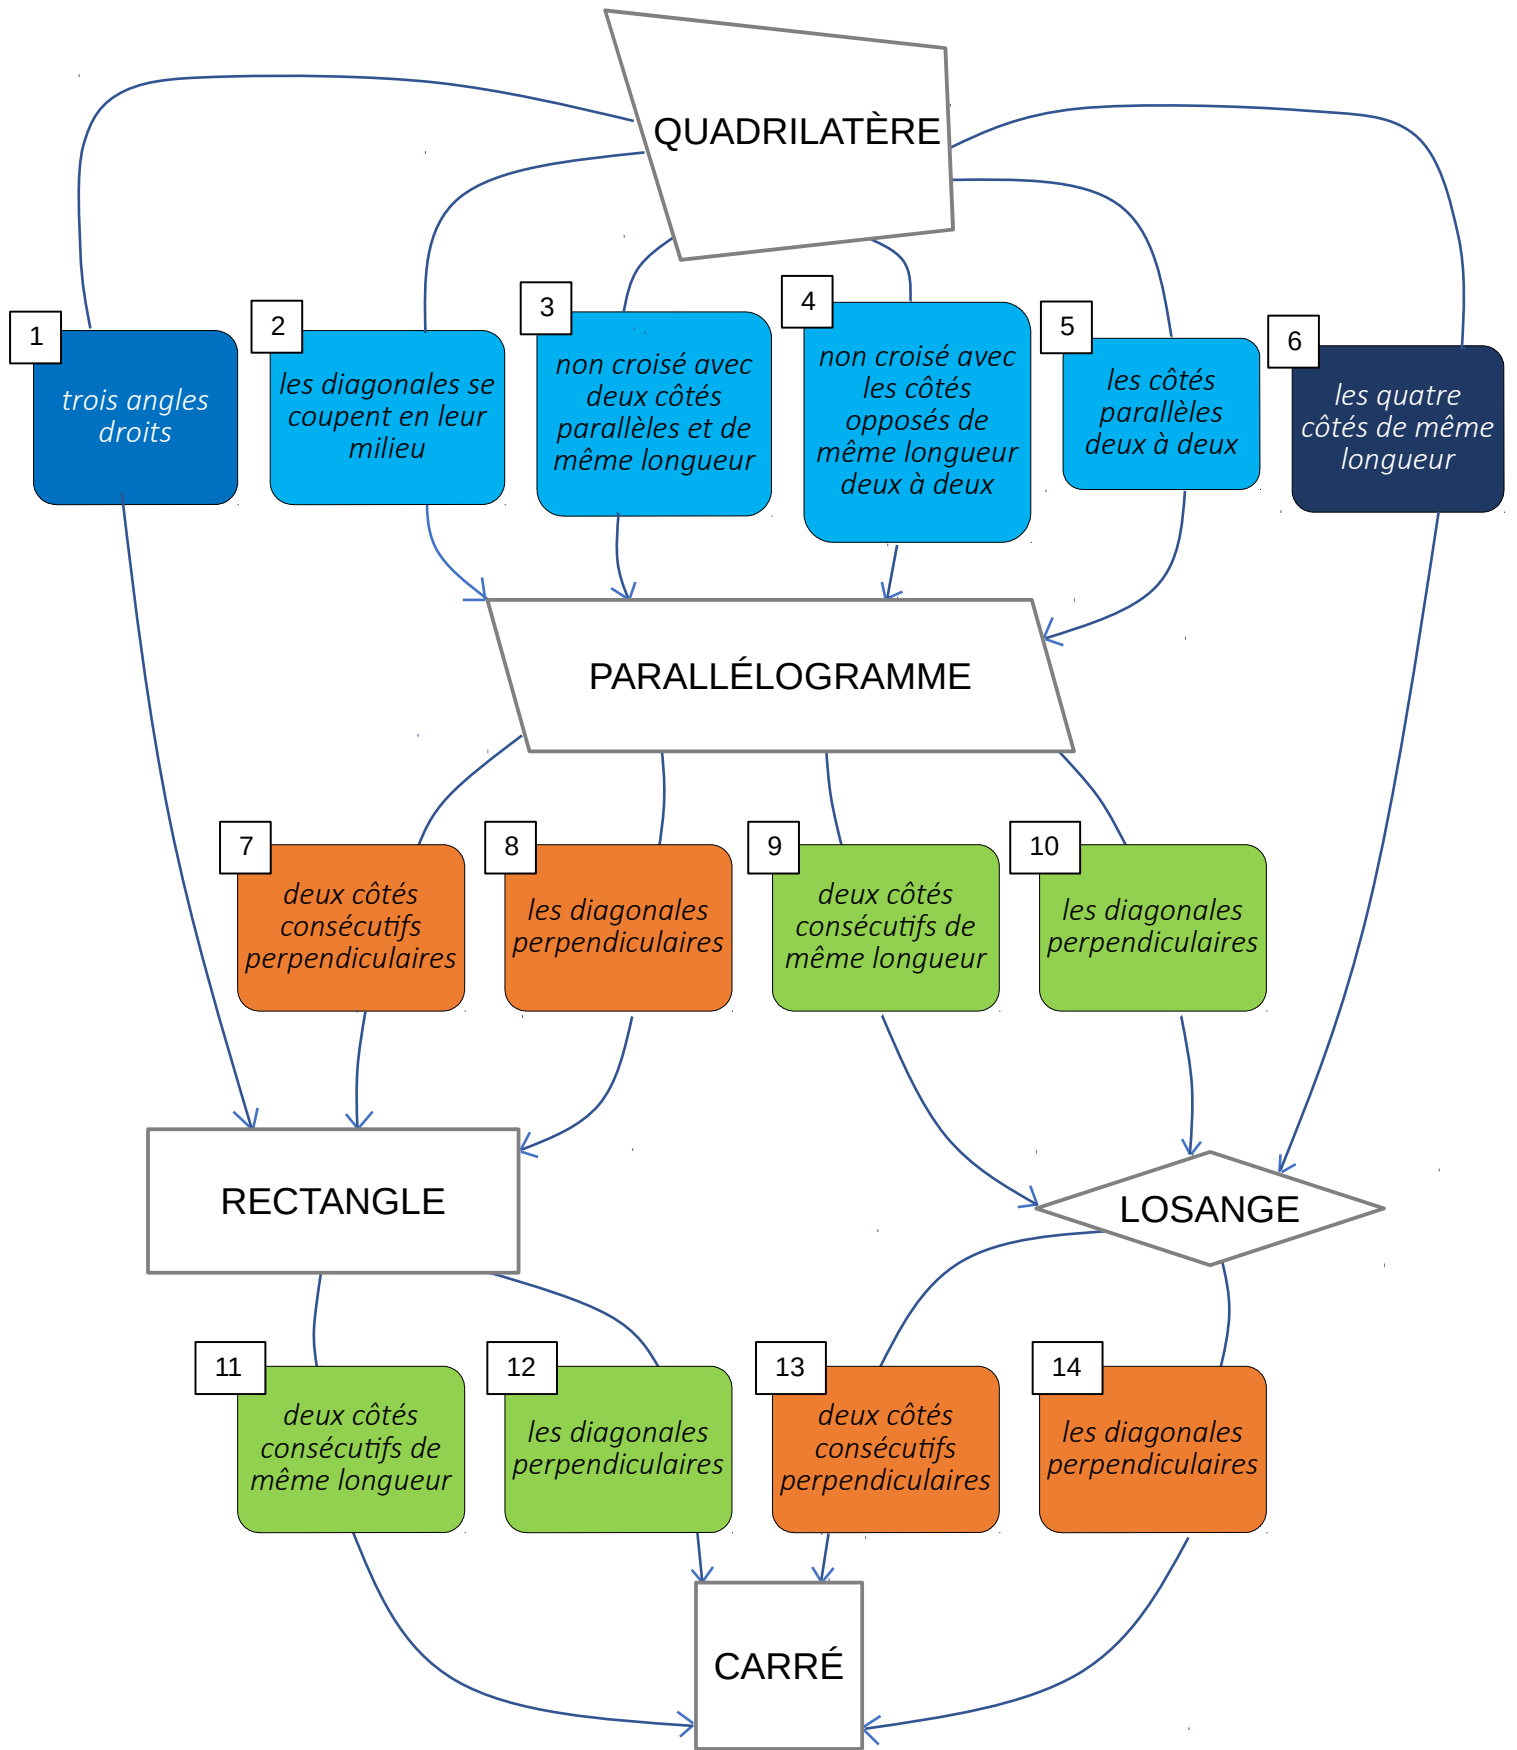 QUADRILATÈRE
1
trois angles
droits
2
les diagonales se
coupent en leur
milieu
3
non croisé avec
deux côtés
parallèles et de
même longueur
4
non croisé avec
les côtés
opposés de
même longueur
deux à deux
5
les côtés
parallèles
deux à deux
6
les quatre
côtés de même
longueur
PARALLÉLOGRAMME
7
deux côtés
consécutifs
perpendiculaires
8
les diagonales
perpendiculaires
9
deux côtés
consécutifs de
même longueur
10
les diagonales
perpendiculaires
RECTANGLE
LOSANGE
11
deux côtés
consécutifs de
même longueur
12
les diagonales
perpendiculaires
13
deux côtés
consécutifs
perpendiculaires
14
les diagonales
perpendiculaires
CARRÉ